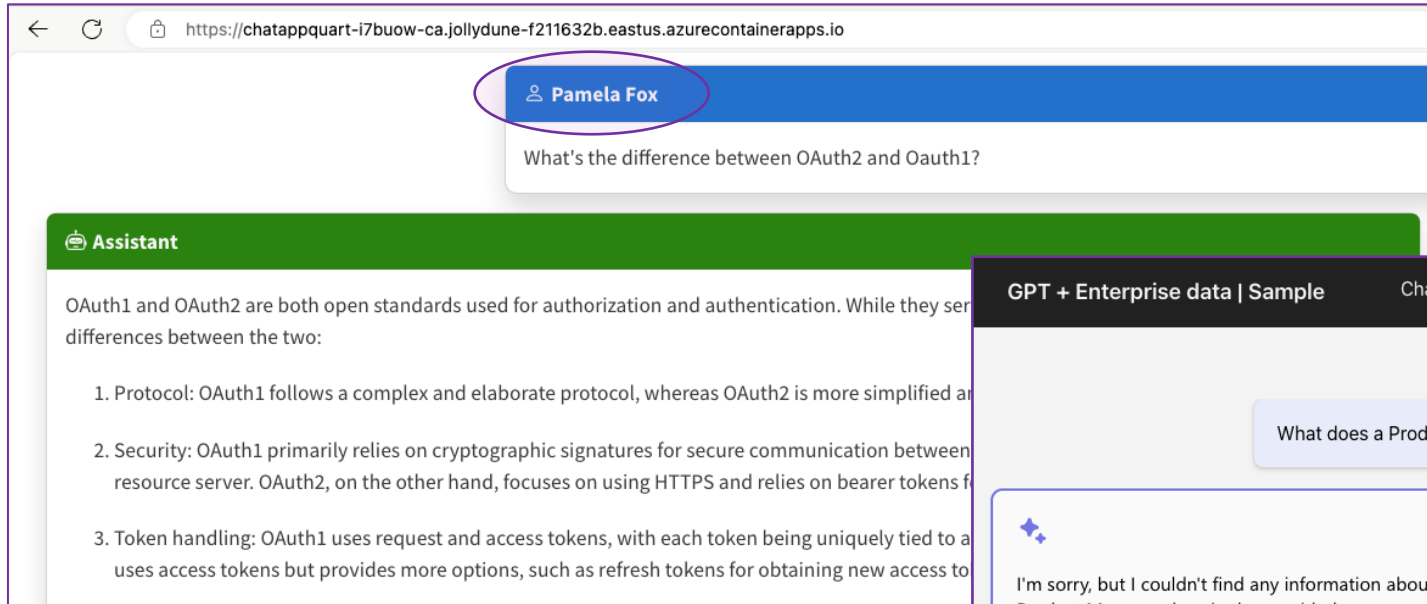 https://chatappquart-i7buow-ca.jollydune-f211632b.eastus.azurecontainerapps.io
Pamela Fox
What's the difference between OAuth2 and Oauth1?
Assistant
OAuth1 and OAuth2 are both open standards used for authorization and authentication. While they ser
differences between the two:
1. Protocol: OAuth1 follows a complex and elaborate protocol, whereas OAuth2 is more simplified
2. Security: OAuth1 primarily relies on cryptographic signatures for secure communication between
resource server. OAuth2, on the other hand, focuses on using HTTPS and relies on bearer tokens
3. Token handling: OAuth1 uses request and access tokens, with each token being uniquely tied to a
uses access tokens but provides more options, such as refresh tokens for obtaining new access to
GPT + Enterprise data | Sample
Cha
What does a Prod
I'm sorry, but I couldn't find any information abou